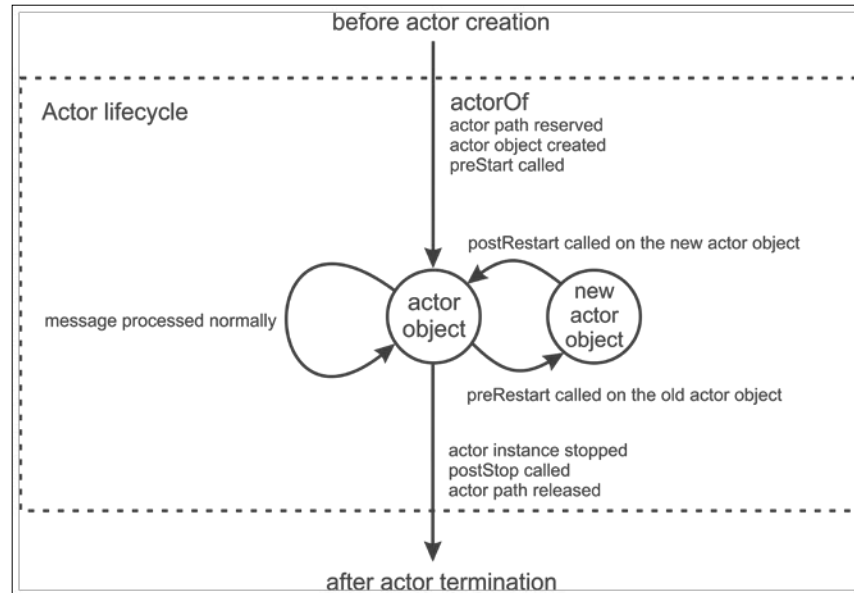 before actor creation
Actor lifecycle
actorOf
actor path reserved
actor object created
preStart called
postRestart called on the new actor object
message processed normally
actor
object
new
actor
object
preRestart called on the old actor object
actor instance stopped
postStop called
actor path released
after actor termination